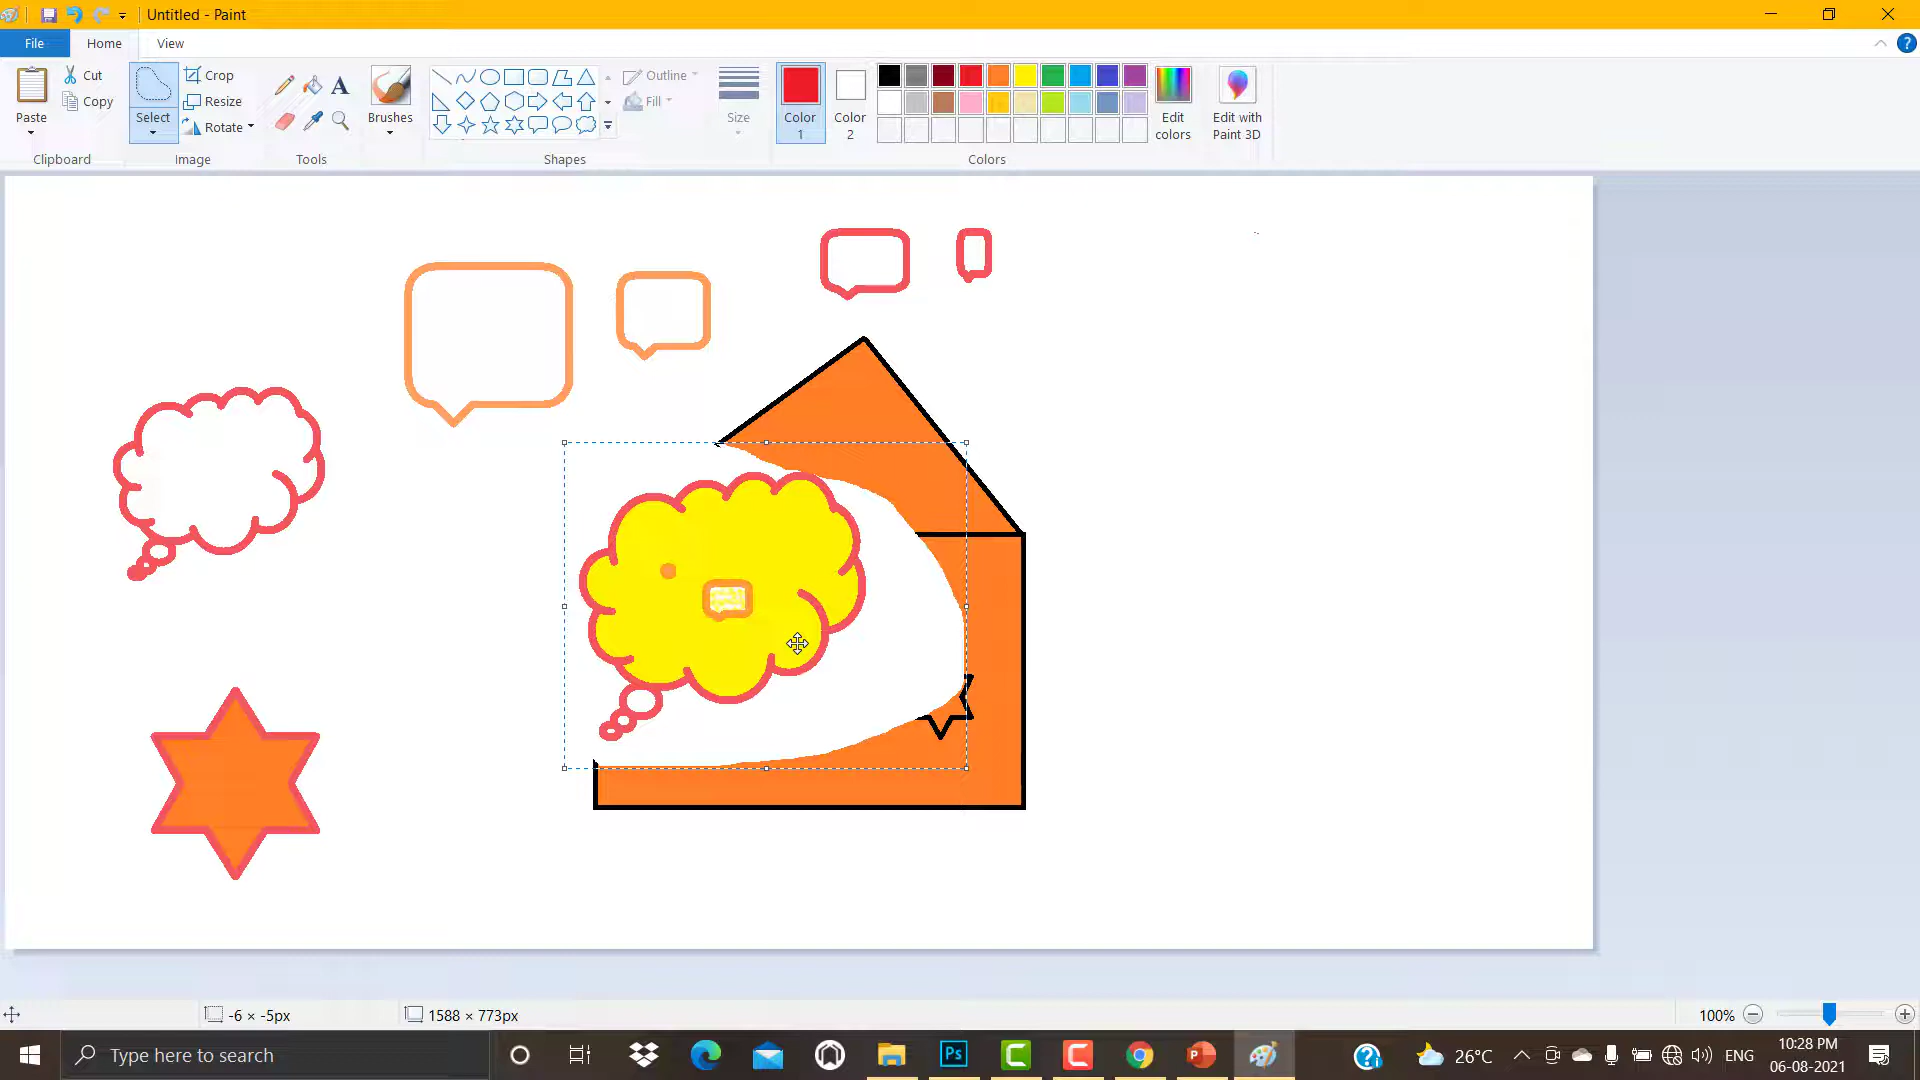 Untitled - Paint
File Home View
Paste
Cut
Copy
Clipboard
Select
Crop
Resize
Rotate
Image
A
Tools
Brushes
Outline
Fill
Shapes
Size
Color
1
Color
2
Colors
Edit
colors
Edit with
Paint 3D
-6 × -5px
1588 × 773px
100%
Type here to search
Ps
26°C
ENG
10:28 PM
06-08-2021